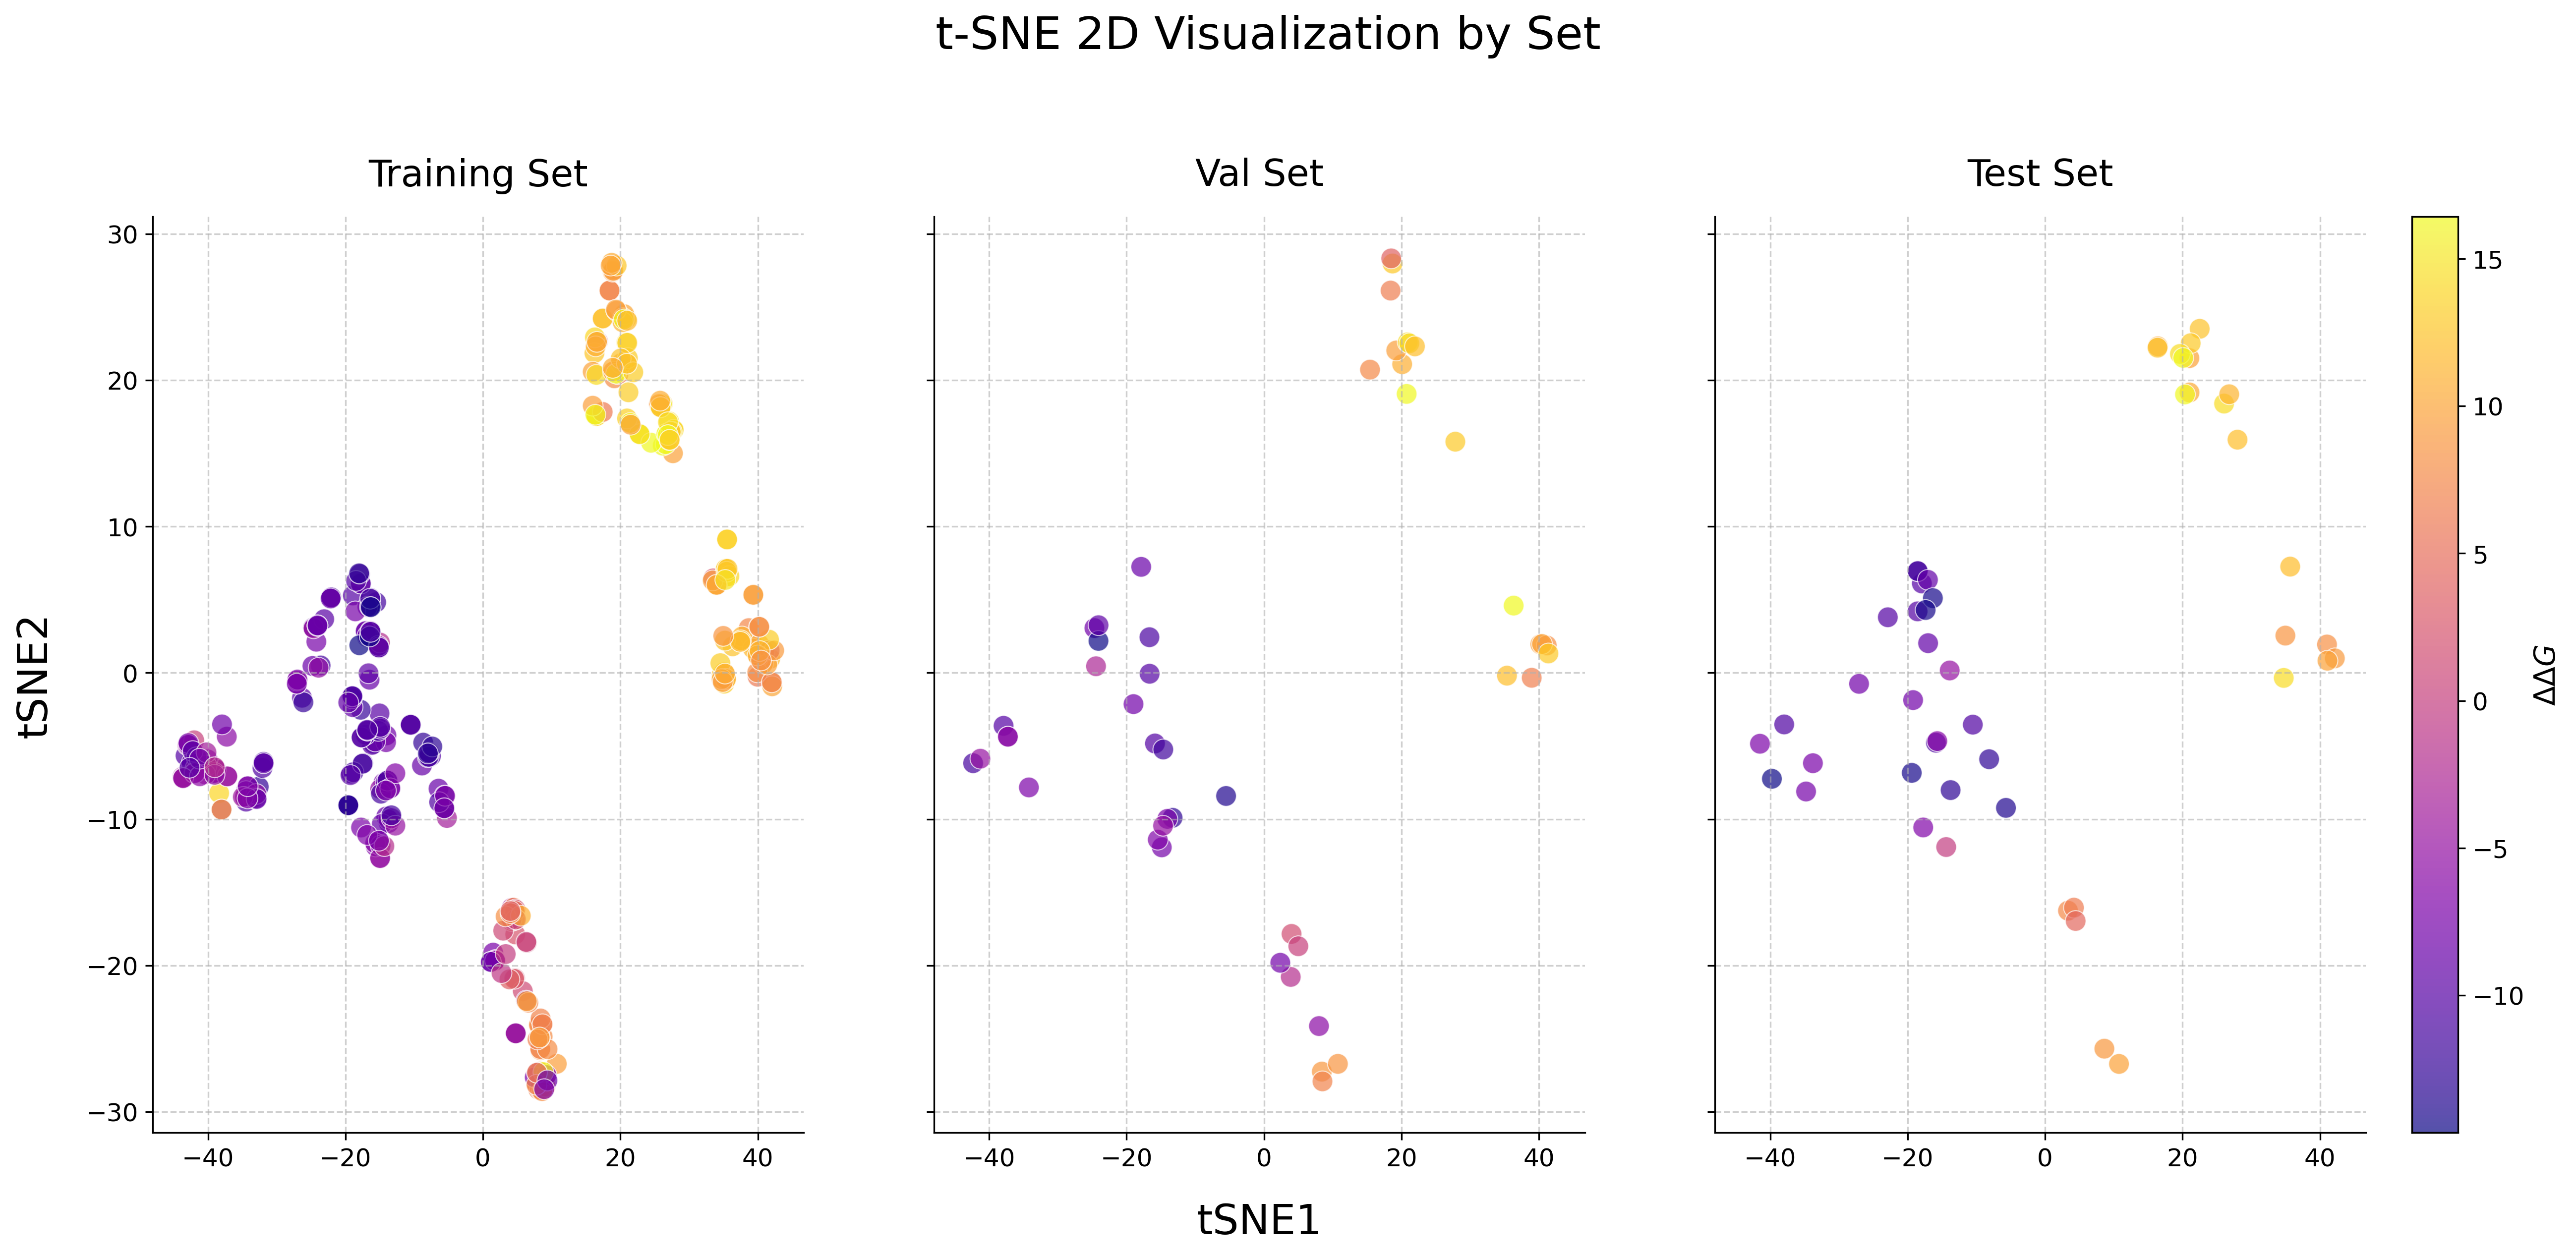 t-SNE 2D Visualization by Set
Training Set
Val Set
Test Set
30
20
10
0
−10
−20
−30
tSNE2
−40 −20 0 20 40
−40 −20 0 20 40
−40 −20 0 20 40
tSNE1
15
10
5
0
−5
−10
ΔΔG